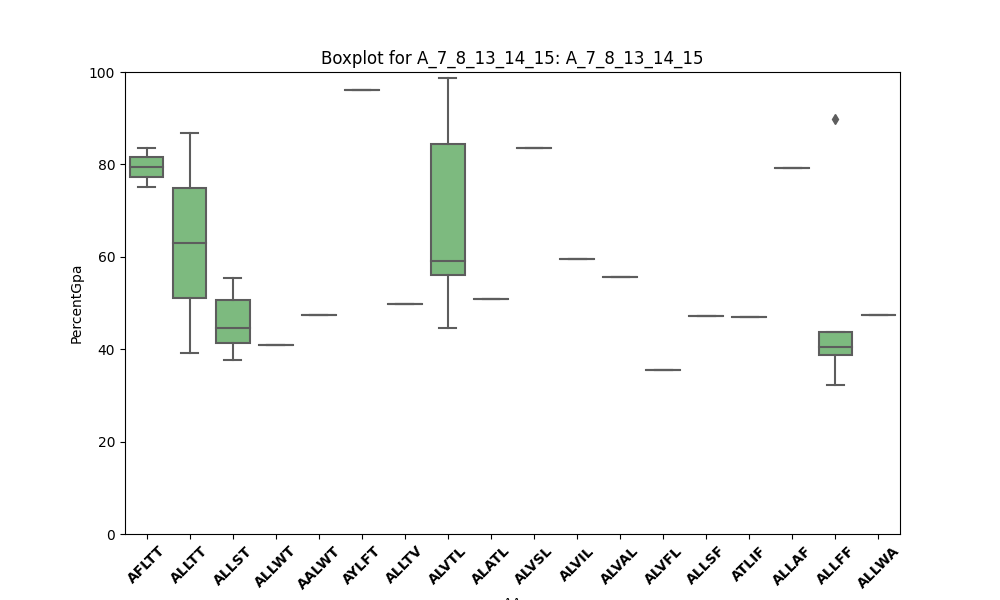 Boxplot for A_7_8_13_14_15: A_7_8_13_14_15
100
80
60
40
20
0
PercentGpa
AFLTT
ALLTT
ALLST
ALLWT
AALWT
AYLFT
ALLTV
ALVTL
ALATL
ALVSL
ALVIL
ALVAL
ALVFL
ALLSF
ATLIF
ALLAF
ALLFF
ALLWA